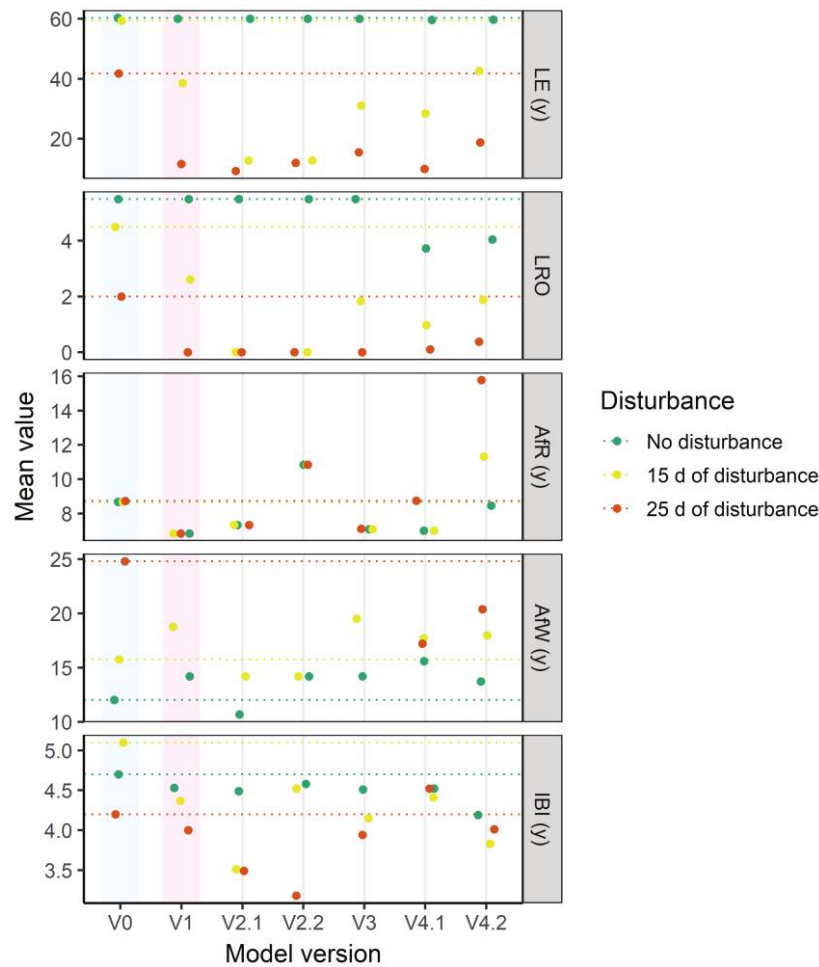 Mean value
60
40
20
LE (y)
4
2
0
LRO
16
14
12
10
8
AfR (y)
25
20
15
10
AfW (y)
5.0
4.5
4.0
3.5
IBI (y)
V0 V1 V2.1 V2.2 V3 V4.1 V4.2
Model version
Disturbance
No disturbance
15 d of disturbance
25 d of disturbance